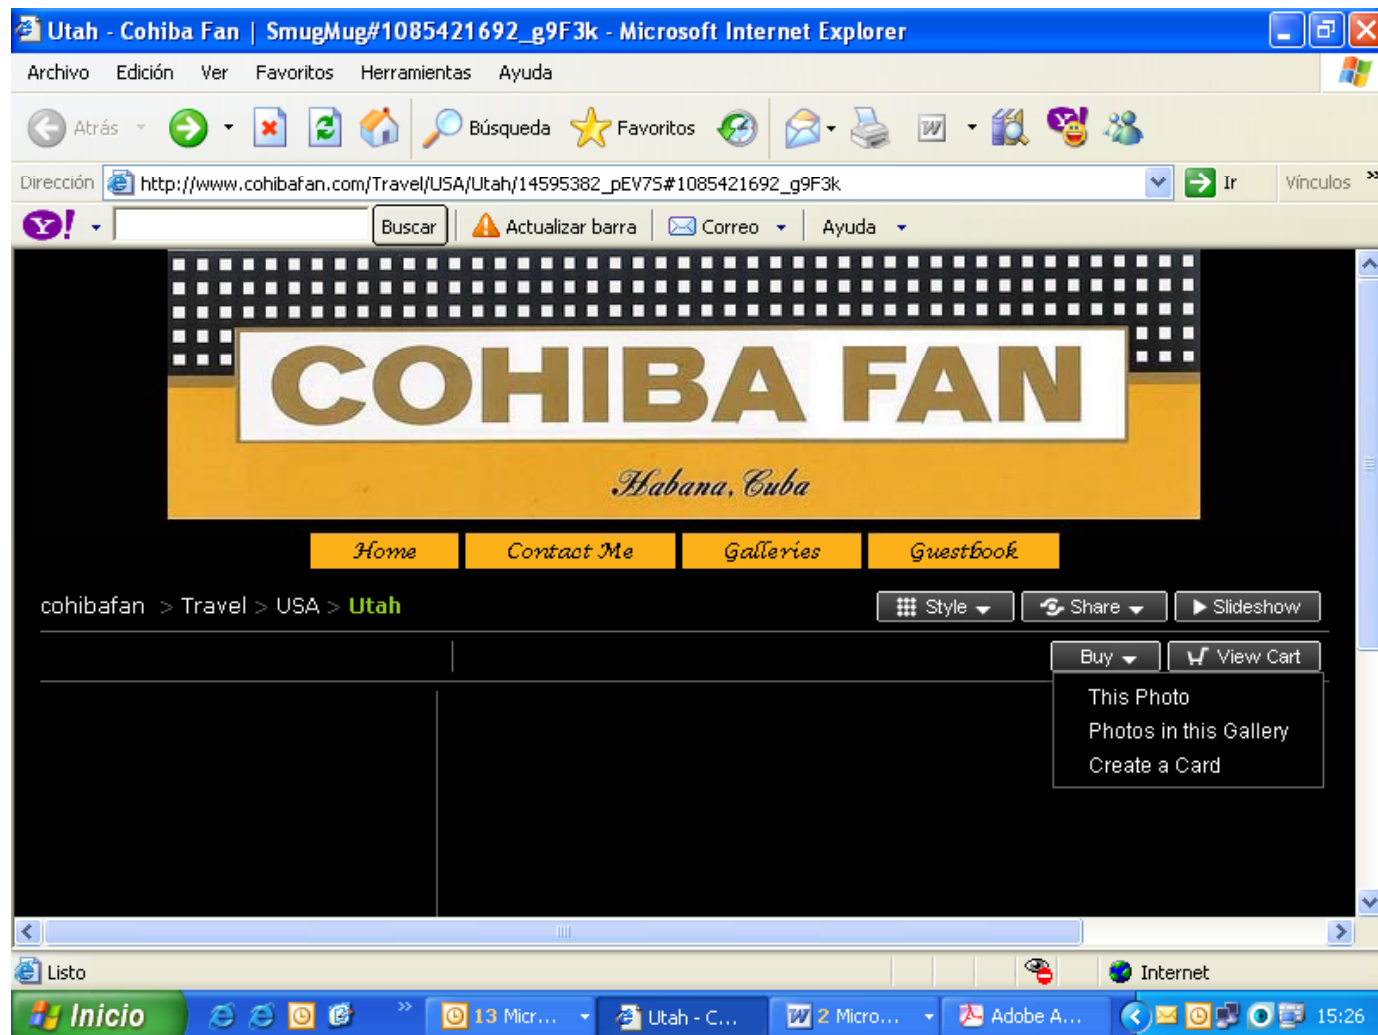 Utah - Cohiba Fan | SmugMug#1085421692_g9F3k - Microsoft Internet Explorer
Archivo Edición Ver Favoritos Herramientas Ayuda
Atrás Búsqueda Favoritos
Dirección http://www.cohibafan.com/Travel/USA/Utah/14595382_pEV7S#1085421692_g9F3k Ir Vínculos »
Y! Buscar Actualizar barra Correo Ayuda
COHIBA FAN
Habana, Cuba
Home Contact Me Galleries Guestbook
cohibafan > Travel > USA > Utah Style Share Slideshow
Buy View Cart
This Photo
Photos in this Gallery
Create a Card
Listo Internet
Inicio » 13 Micr... Utah - C... 2 Micro... Adobe A... 15:26